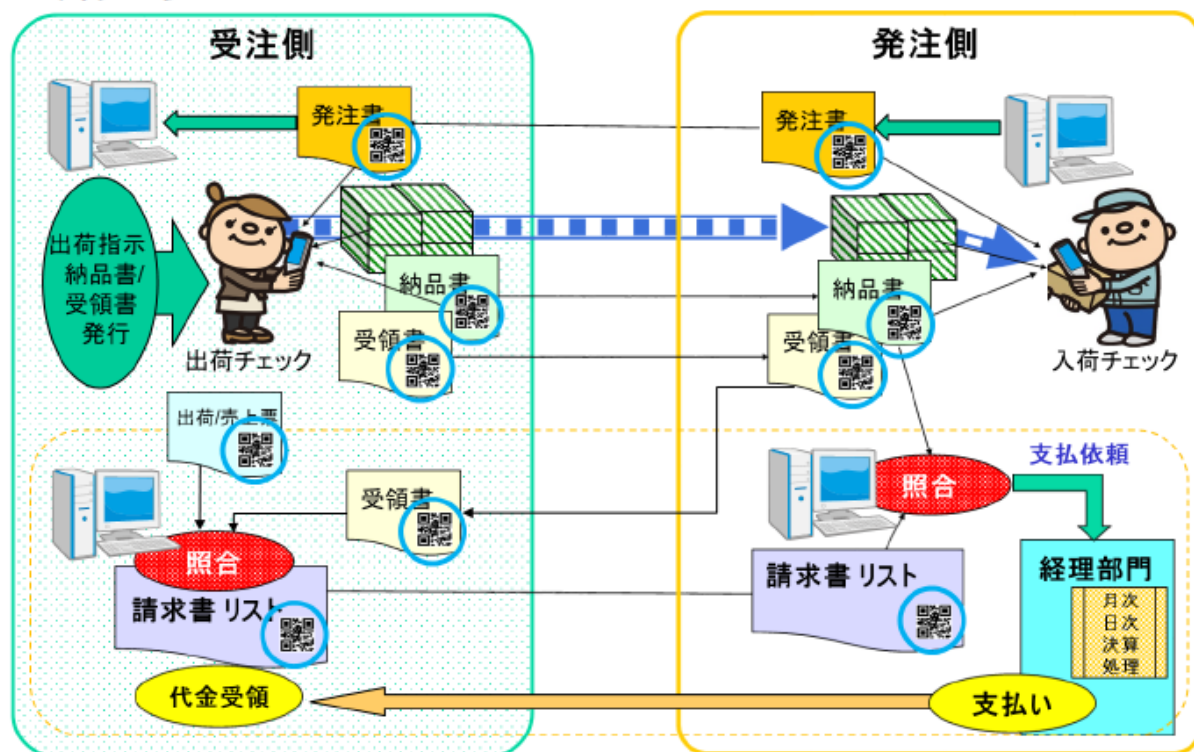 受注側
発注側
発注書
発注書
出荷指示
納品書/
受領書
発行
納品書
納品書
受領書
受領書
出荷チェック
入荷チェック
出荷/売上票
支払依頼
照合
受領書
照合
経理部門
請求書 リスト
請求書 リスト
月次
日次
決算
処理
代金受領
支払い